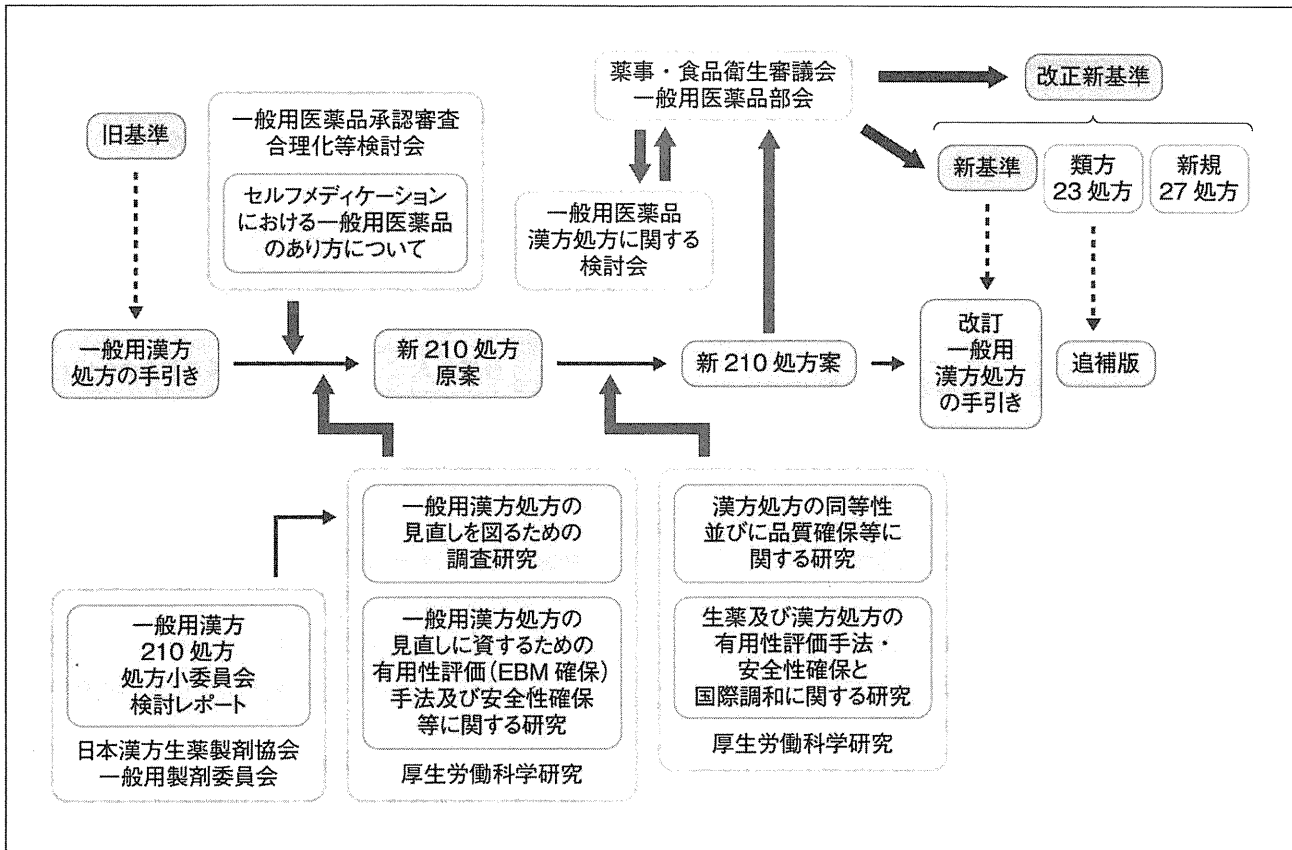 旧基準
一般用漢方
処方の手引き
一般用医薬品承認審査
合理化等検討会
セルフメディケーション
における一般用医薬品
のあり方について
新210処方
原案
薬事・食品衛生審議会
一般用医薬品部会
一般用医薬品
漢方処方に関する
検討会
新210処方案
改正新基準
新基準
類方
23処方
新規
27処方
改訂
一般用
漢方処方
の手引き
追補版
一般用漢方
210処方
処方小委員会
検討レポート
日本漢方生薬製剤協会
一般用製剤委員会
一般用漢方処方の
見直しを図るための
調査研究
一般用漢方処方の
見直しに資するための
有用性評価(EBM確保)
手法及び安全性確保
等に関する研究
厚生労働科学研究
漢方処方の同等性
並びに品質確保等に
関する研究
生薬及び漢方処方の
有用性評価手法・
安全性確保と
国際調和に関する研究
厚生労働科学研究